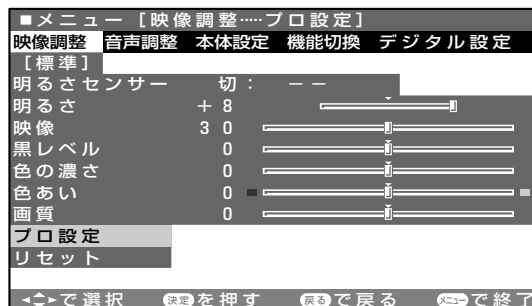 ■メニュー [映像調整……プロ設定]
映像調整 音声調整 本体設定 機能切換 デジタル設定
[標準]
明るさセンサー 切: －－
明るさ ＋8
映像 30
黒レベル 0
色の濃さ 0
色あい 0
画質 0
プロ設定
リセット
で選択 決定を押す 戻るで戻る メニューで終了